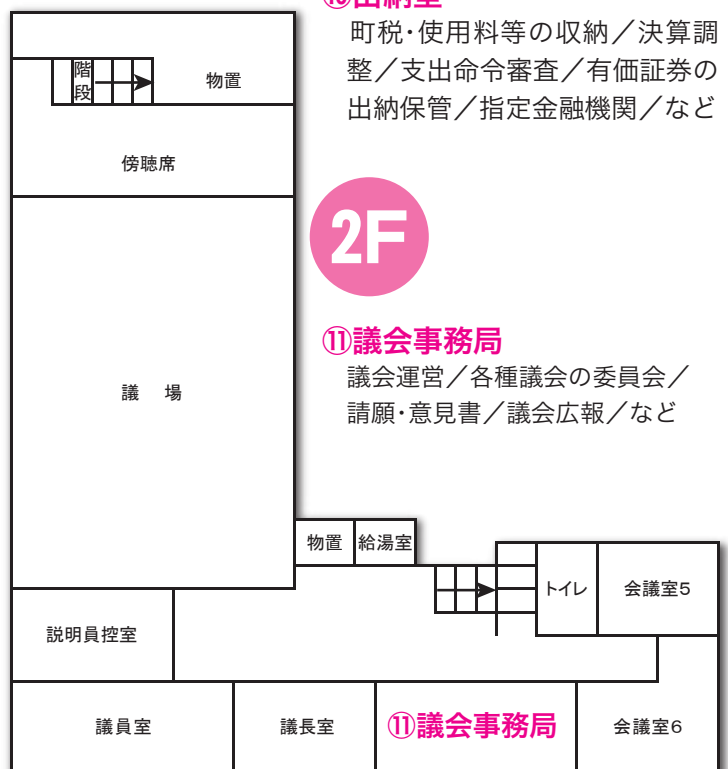 ⑩出納室
町税・使用料等の収納／決算調
整／支出命令審査／有価証券の
出納保管／指定金融機関／など
階段
物置
傍聴席
2F
⑪議会事務局
議会運営／各種議会の委員会／
請願・意見書／議会広報／など
議　場
物置
給湯室
トイレ
会議室5
説明員控室
議員室
議長室
⑪議会事務局
会議室6